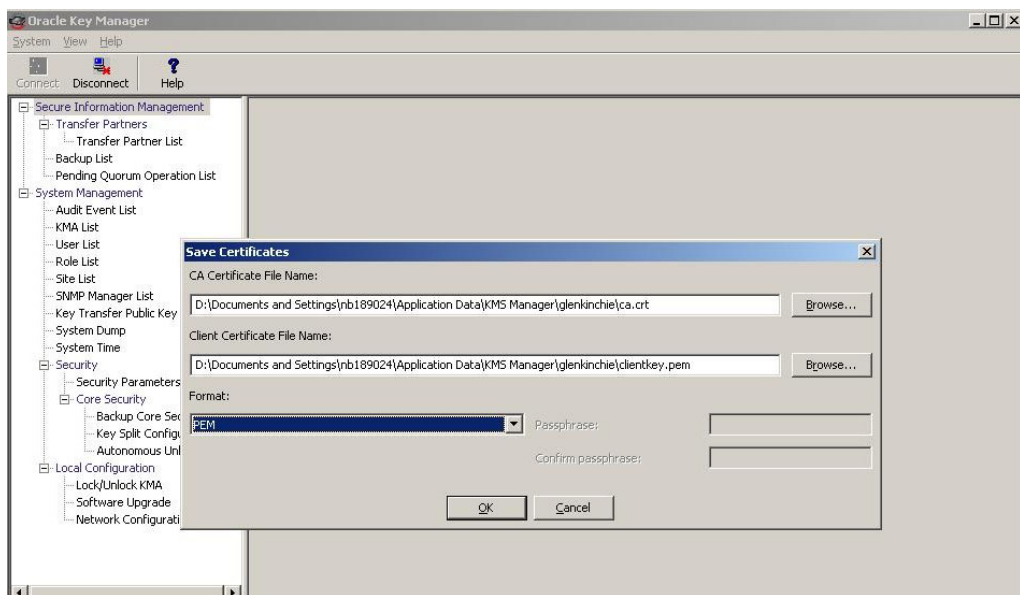 Oracle Key Manager
System View Help
Connect Disconnect Help
Secure Information Management
Transfer Partners
Transfer Partner List
Backup List
Pending Quorum Operation List
System Management
Audit Event List
KMA List
User List
Role List
Site List
SNMP Manager List
Key Transfer Public Key
System Dump
System Time
Security
Security Parameters
Core Security
Backup Core Sec
Key Split Configu
Autonomous Unl
Local Configuration
Lock/Unlock KMA
Software Upgrade
Network Configurati
Save Certificates
CA Certificate File Name:
D:\Documents and Settings\nb189024\Application Data\KMS Manager\glenkinchie\ca.crt Browse...
Client Certificate File Name:
D:\Documents and Settings\nb189024\Application Data\KMS Manager\glenkinchie\clientkey.pem Browse...
Format:
PEM Passphrase:
Confirm passphrase:
OK Cancel